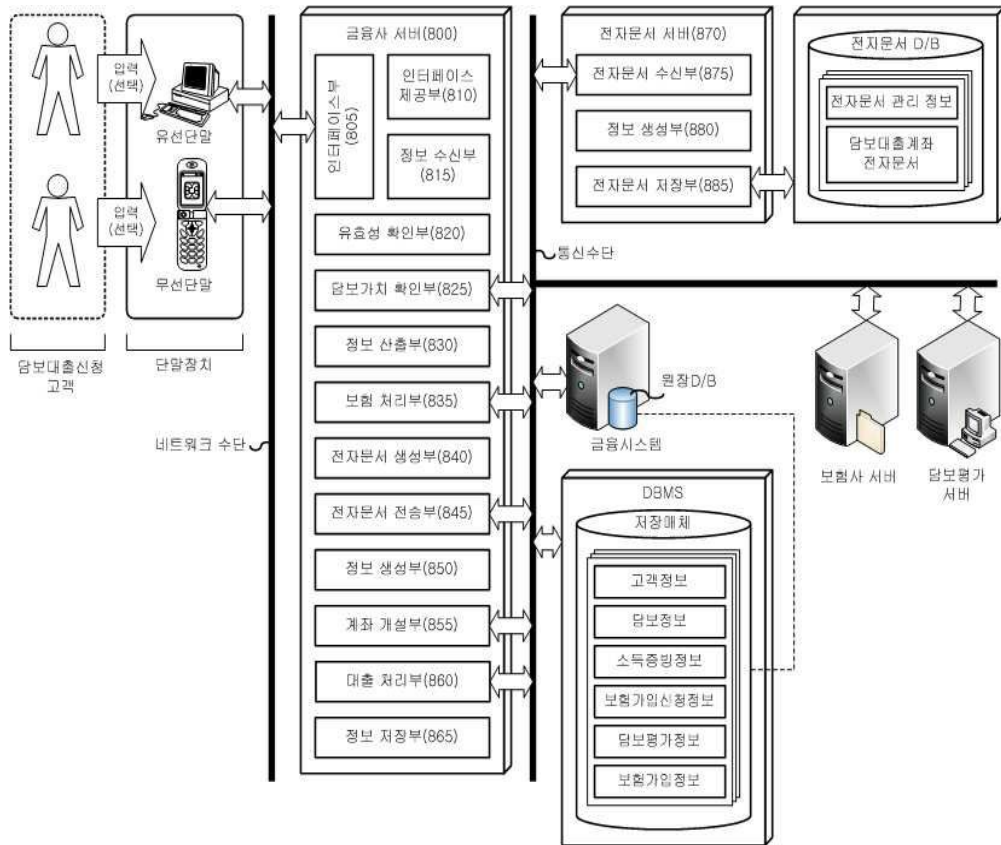 입력
(선택)
유선단말
입력
(선택)
무선단말
담보대출신청
고객
단말장치
네트워크 수단
금융사 서버(800)
인터페이스부
(805)
인터페이스
제공부(810)
정보 수신부
(815)
유효성 확인부(820)
담보가치 확인부(825)
정보 산출부(830)
보험 처리부(835)
전자문서 생성부(840)
전자문서 전송부(845)
정보 생성부(850)
계좌 개설부(855)
대출 처리부(860)
정보 저장부(865)
전자문서 서버(870)
전자문서 수신부(875)
정보 생성부(880)
전자문서 저장부(885)
전자문서 D/B
전자문서 관리 정보
담보대출계좌
전자문서
통신수단
원장D/B
금융시스템
보험사 서버
담보평가
서버
DBMS
저장매체
고객정보
담보정보
소득증빙정보
보험가입신청정보
담보평가정보
보험가입정보